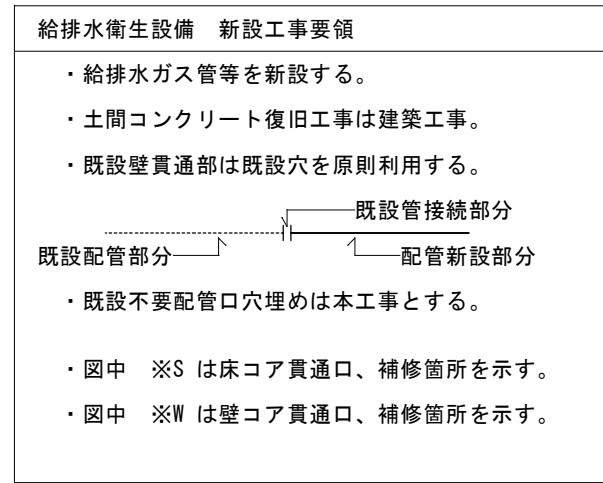 給排水衛生設備　新設工事要領
・給排水ガス管等を新設する。
・土間コンクリート復旧工事は建築工事。
・既設壁貫通部は既設穴を原則利用する。
既設管接続部分
既設配管部分
配管新設部分
・既設不要配管口穴埋めは本工事とする。
・図中　※S は床コア貫通口、補修箇所を示す。
・図中　※W は壁コア貫通口、補修箇所を示す。